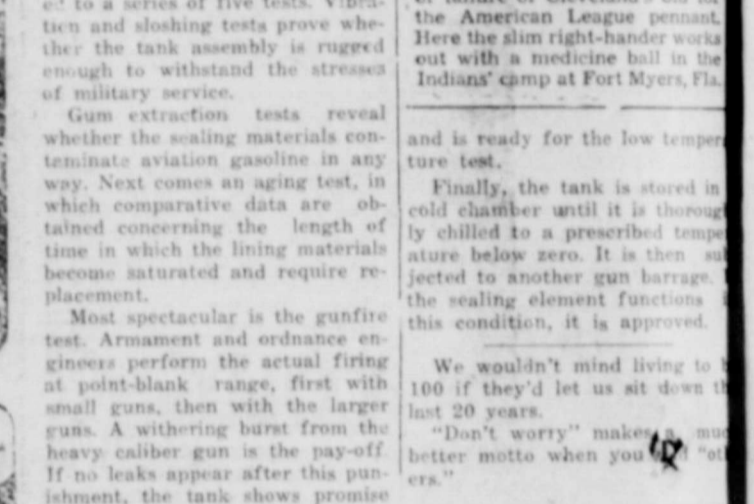 ed to a series of five tests. Vibra-
tion and sloshing tests prove whe-
ther the tank assembly is rugged
enough to withstand the stresses
of military service.
Gum extraction tests reveal
whether the sealing materials con-
taminate aviation gasoline in any
way. Next comes an aging test, in
which comparative data are ob-
tained concerning the length of
time in which the lining materials
become saturated and require re-
placement.
Most spectacular is the gunfire
test. Armament and ordnance en-
gineers perform the actual firing
at point-blank range, first with
small guns, then with the larger
guns. A withering burst from the
heavy caliber gun is the pay-off.
If no leaks appear after this pun-
ishment, the tank shows promise
the American League pennant.
Here the slim right-hander works
out with a medicine ball in the
Indians' camp at Fort Myers, Fla.
and is ready for the low temper
ture test.
Finally, the tank is stored in
cold chamber until it is thorough
ly chilled to a prescribed tempe
ature below zero. It is then su
jected to another gun barrage.
the sealing element functions
this condition, it is approved.
We wouldn't mind living to
100 if they'd let us sit down th
last 20 years.
"Don't worry" makes a muc
better motto when you "oth
ers."